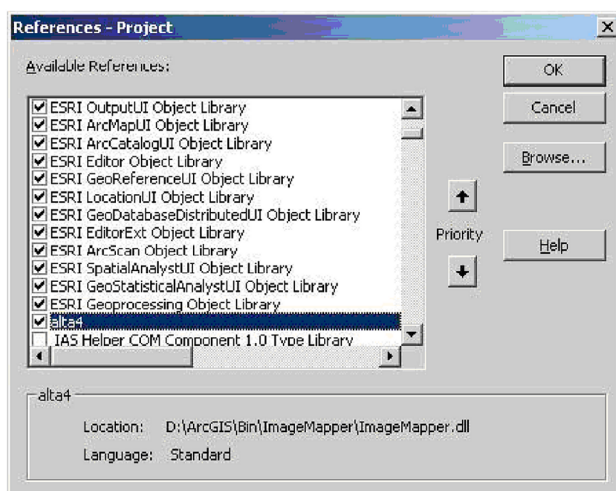 References - Project
Available References:
ESRI OutputUI Object Library
ESRI ArcMapUI Object Library
ESRI ArcCatalogUI Object Library
ESRI Editor Object Library
ESRI GeoReferenceUI Object Library
ESRI LocationUI Object Library
ESRI GeoDatabaseDistributedUI Object Library
ESRI EditorExt Object Library
ESRI ArcScan Object Library
ESRI SpatialAnalystUI Object Library
ESRI GeoStatisticalAnalystUI Object Library
ESRI Geoprocessing Object Library
alta4
IAS Helper COM Component 1.0 Type Library
OK
Cancel
Browse...
Priority
Help
alta4
Location: D:\ArcGIS\Bin\ImageMapper\ImageMapper.dll
Language: Standard